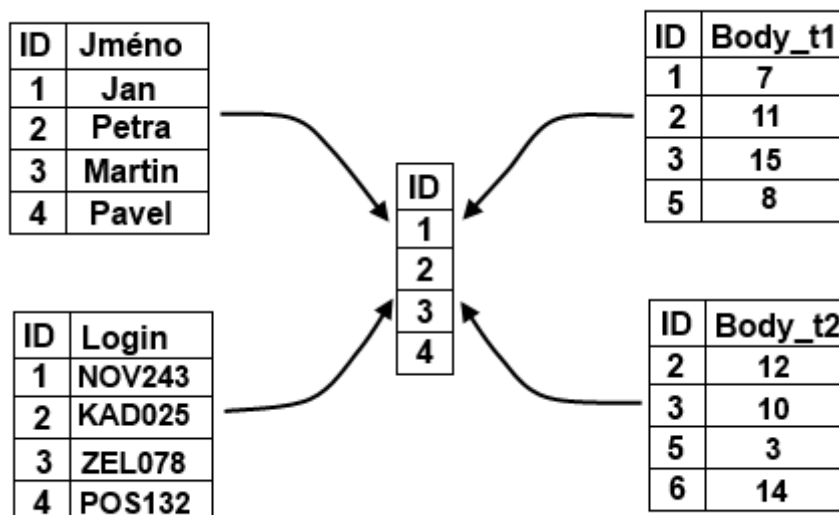 ID Jméno
1 Jan
2 Petra
3 Martin
4 Pavel
ID Body_t1
1 7
2 11
3 15
5 8
ID
1
2
3
4
ID Login
1 NOV243
2 KAD025
3 ZEL078
4 POS132
ID Body_t2
2 12
3 10
5 3
6 14